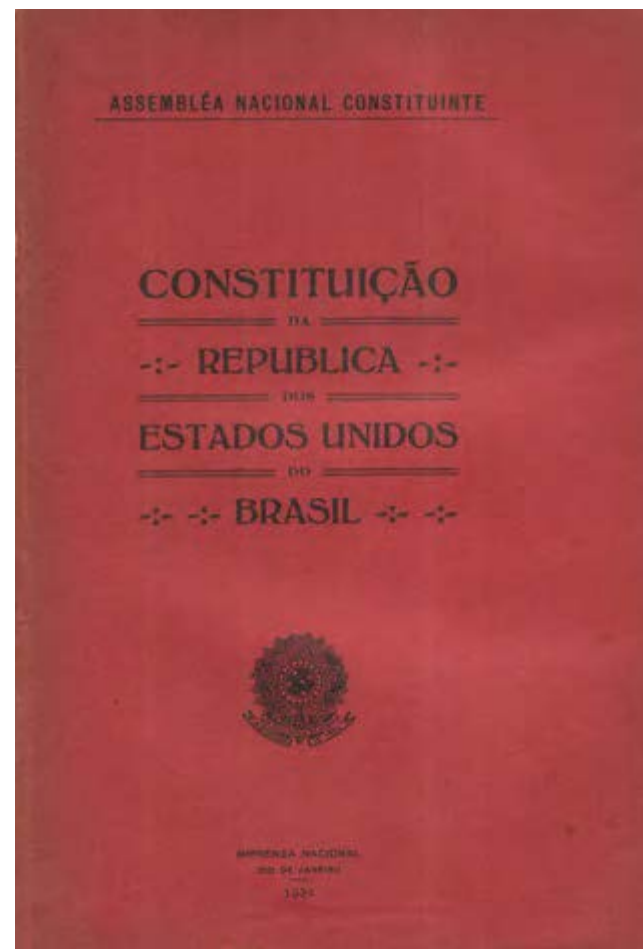 ASSEMBLÉA NACIONAL CONSTITUINTE
CONSTITUIÇÃO
DA
-:- REPUBLICA -:-
DOS
ESTADOS UNIDOS
DO
-:- -:- BRASIL -:- -:-
IMPRENSA NACIONAL
RIO DE JANEIRO